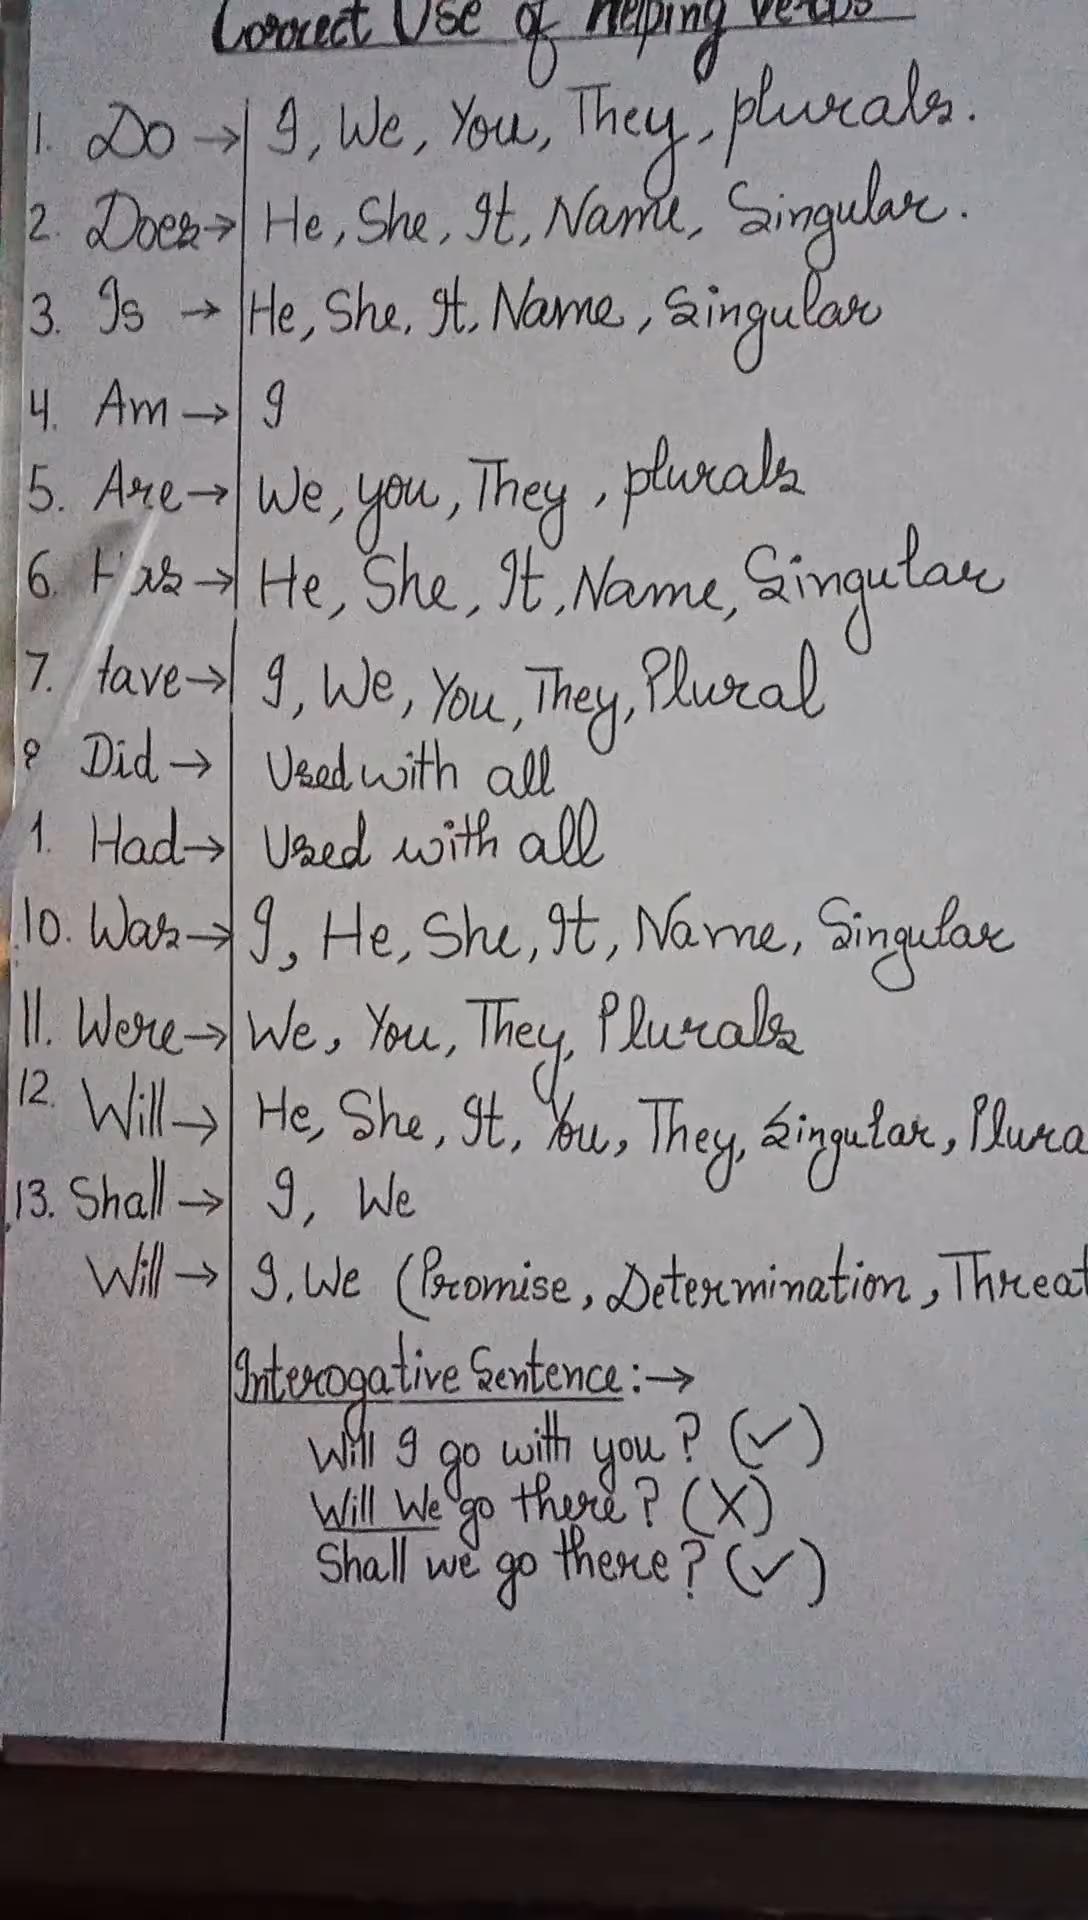 Correct Use of Helping Verbs
1. Do → I, We, You, They, plurals.
2. Does → He, She, It, Name, Singular.
3. Is → He, She, It, Name, Singular
4. Am → I
5. Are → We, you, They, plurals
6. Has → He, She, It, Name, Singular
7. Have → I, We, You, They, Plural
Did → Used with all
Had → Used with all
10. Was → I, He, She, It, Name, Singular
11. Were → We, You, They, Plurals
12. Will → He, She, It, You, They, Singular, Plura
13. Shall → I, We
Will → I, We (Promise, Determination, Threat
Interogative Sentence :→
Will I go with you? (✓)
Will We go there? (X)
Shall we go there? (✓)